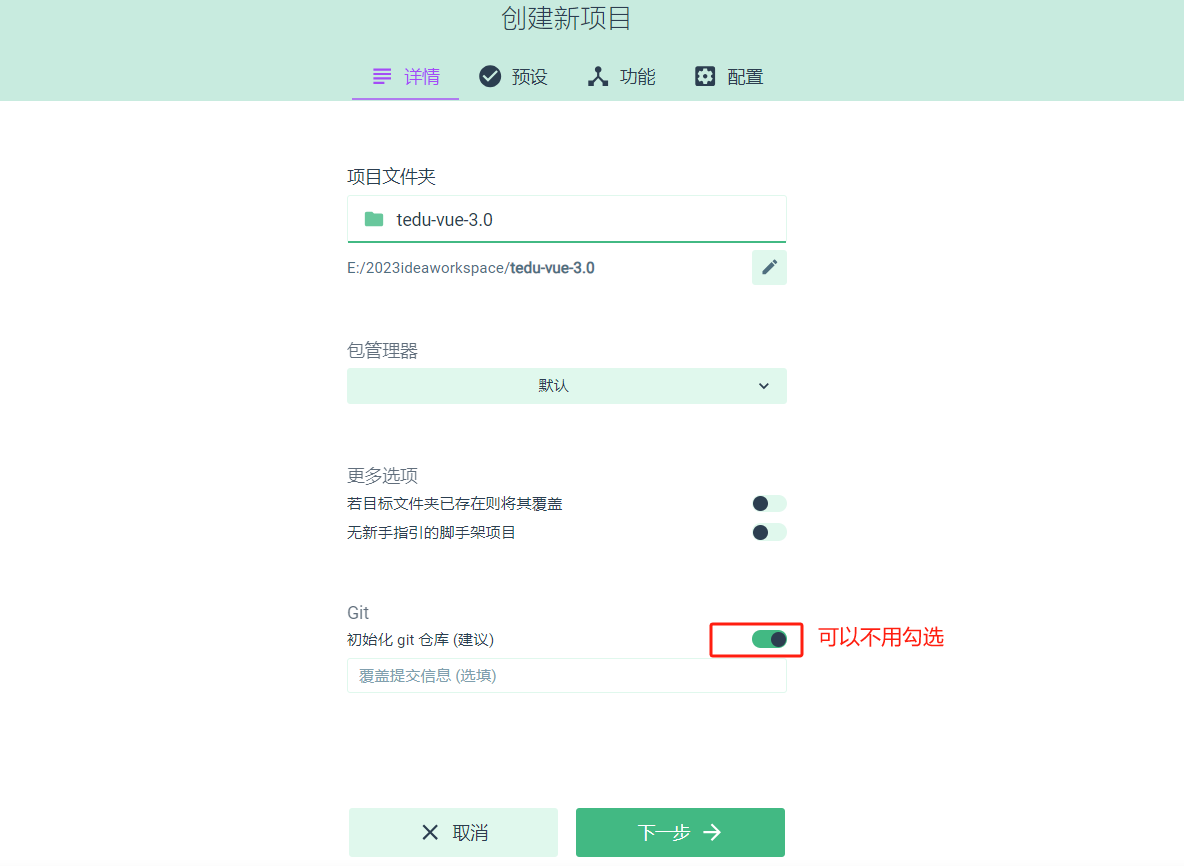 创建新项目
详情
预设
功能
配置
项目文件夹
tedu-vue-3.0
E:/2023ideaworkspace/tedu-vue-3.0
包管理器
默认
更多选项
若目标文件夹已存在则将其覆盖
无新手指引的脚手架项目
Git
初始化 git 仓库 (建议)
可以不用勾选
覆盖提交信息 (选填)
取消
下一步